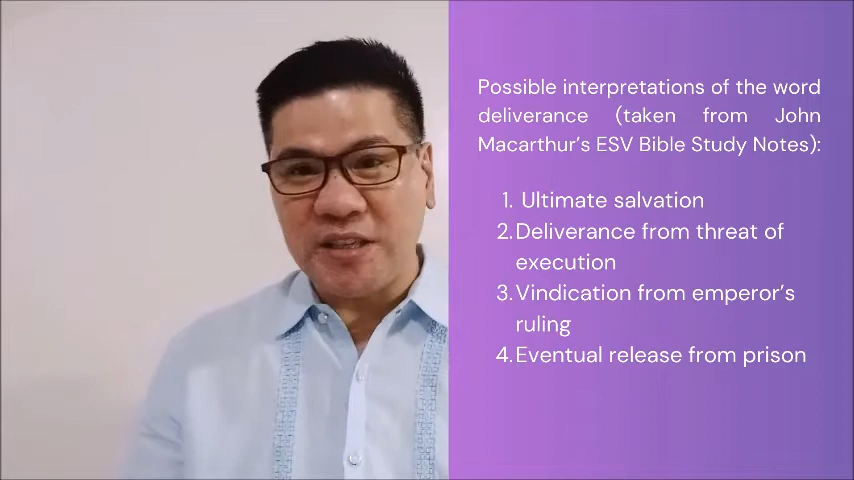 Possible interpretations of the word
deliverance (taken from John
Macarthur's ESV Bible Study Notes):
1. Ultimate salvation
2. Deliverance from threat of
execution
3. Vindication from emperor's
ruling
4. Eventual release from prison